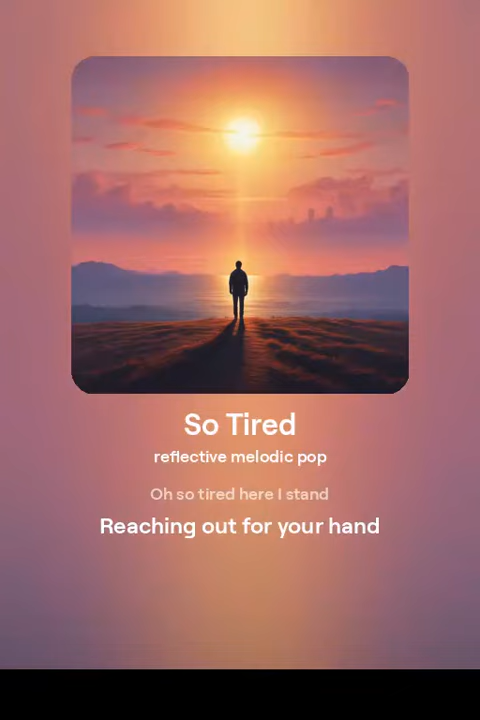 So Tired
reflective melodic pop
Oh so tired here I stand
Reaching out for your hand